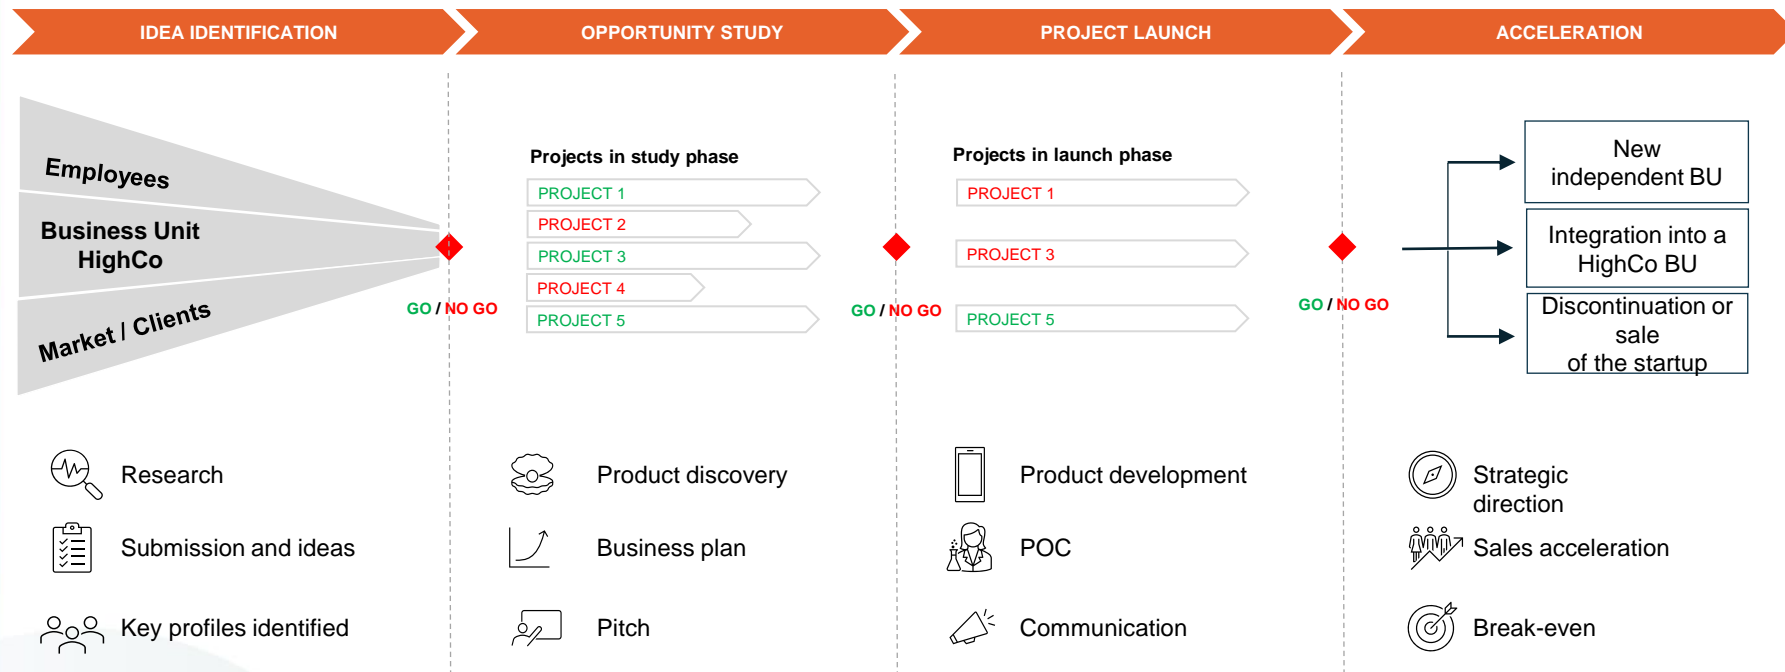 IDEA IDENTIFICATION
OPPORTUNITY STUDY
PROJECT LAUNCH
ACCELERATION
Employees
Business Unit
HighCo
Market / Clients
GO / NO GO
Projects in study phase
PROJECT 1
PROJECT 2
PROJECT 3
PROJECT 4
PROJECT 5
GO / NO GO
Projects in launch phase
PROJECT 1
PROJECT 3
PROJECT 5
GO / NO GO
New
independent BU
Integration into a
HighCo BU
Discontinuation or
sale
of the startup
Research
Submission and ideas
Key profiles identified
Product discovery
Business plan
Pitch
Product development
POC
Communication
Strategic
direction
Sales acceleration
Break-even